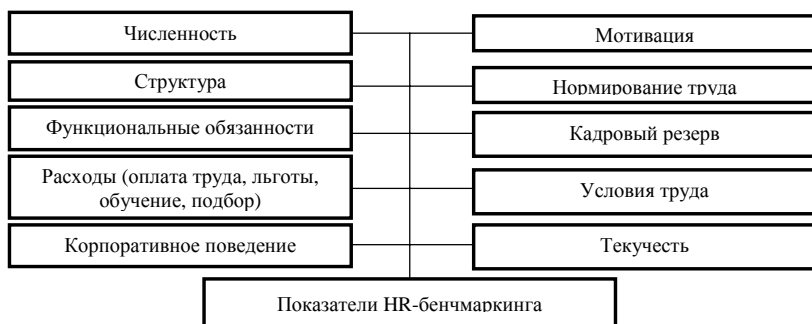 Численность
Мотивация
Структура
Нормирование труда
Функциональные обязанности
Кадровый резерв
Расходы (оплата труда, льготы,
обучение, подбор)
Условия труда
Корпоративное поведение
Текучесть
Показатели HR-бенчмаркинга